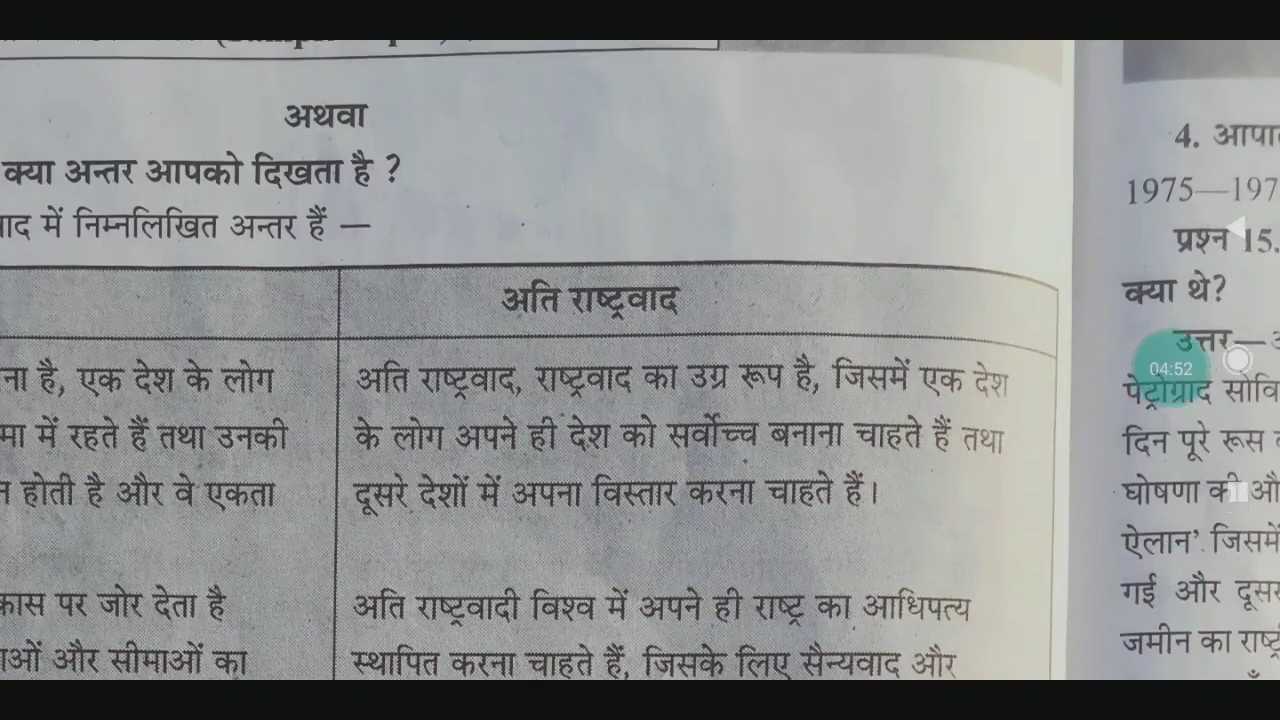 अथवा
क्या अन्तर आपको दिखता है ?
में निम्नलिखित अन्तर हैं —
अति राष्ट्रवाद
है, एक देश के लोग
में रहते हैं तथा उनकी
होती है और वे एकता
पर जोर देता है
और सीमाओं का
अति राष्ट्रवाद, राष्ट्रवाद का उग्र रूप है, जिसमें एक देश
के लोग अपने ही देश को सर्वोच्च बनाना चाहते हैं तथा
दूसरे देशों में अपना विस्तार करना चाहते हैं।
अति राष्ट्रवादी विश्व में अपने ही राष्ट्र का आधिपत्य
स्थापित करना चाहते हैं, जिसके लिए सैन्यवाद और
4.
1975—197
प्रश्न 15.
क्या थे?
उत्तर—
04:52
पेट्रोग्राद
दिन पूरे रूस
घोषणा की
ऐलान’ जिसमें
गई और
जमीन का